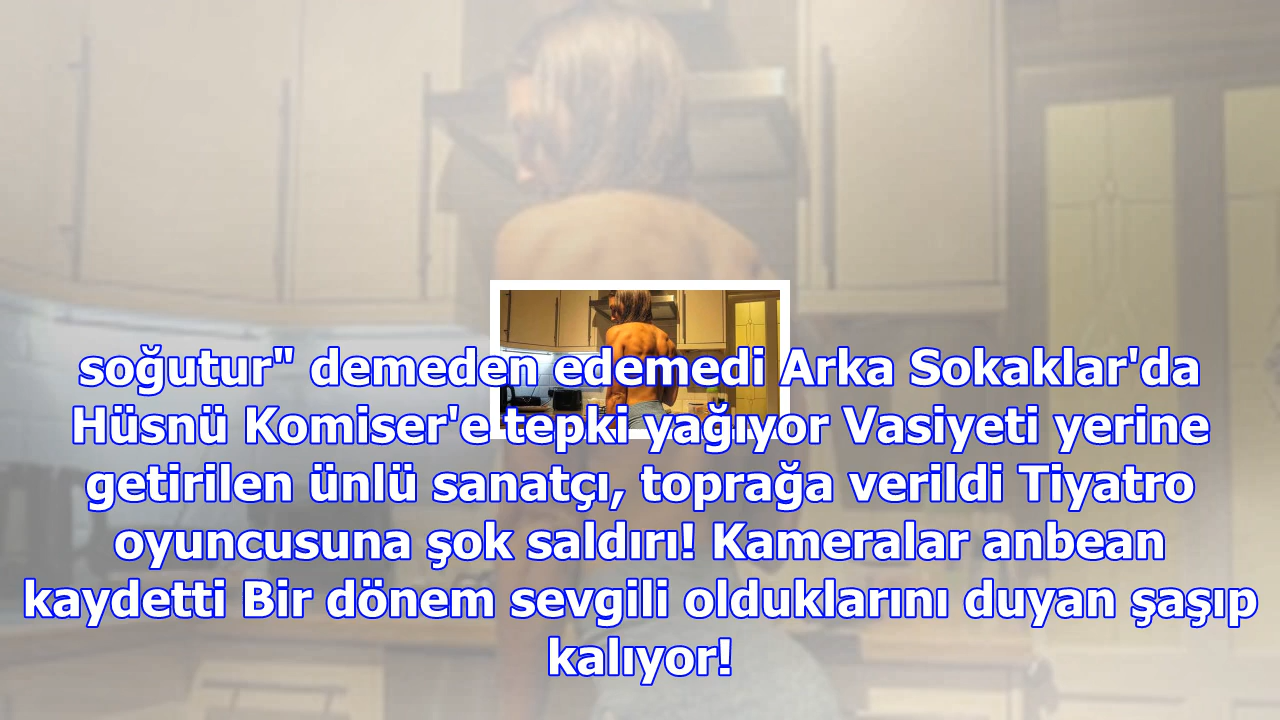 soğutur" demeden edemedi Arka Sokaklar'da
Hüsnü Komiser'e tepki yağıyor Vasiyeti yerine
getirilen ünlü sanatçı, toprağa verildi Tiyatro
oyuncusuna şok saldırı! Kameralar anbean
kaydetti Bir dönem sevgili olduklarını duyan şaşıp
kalıyor!